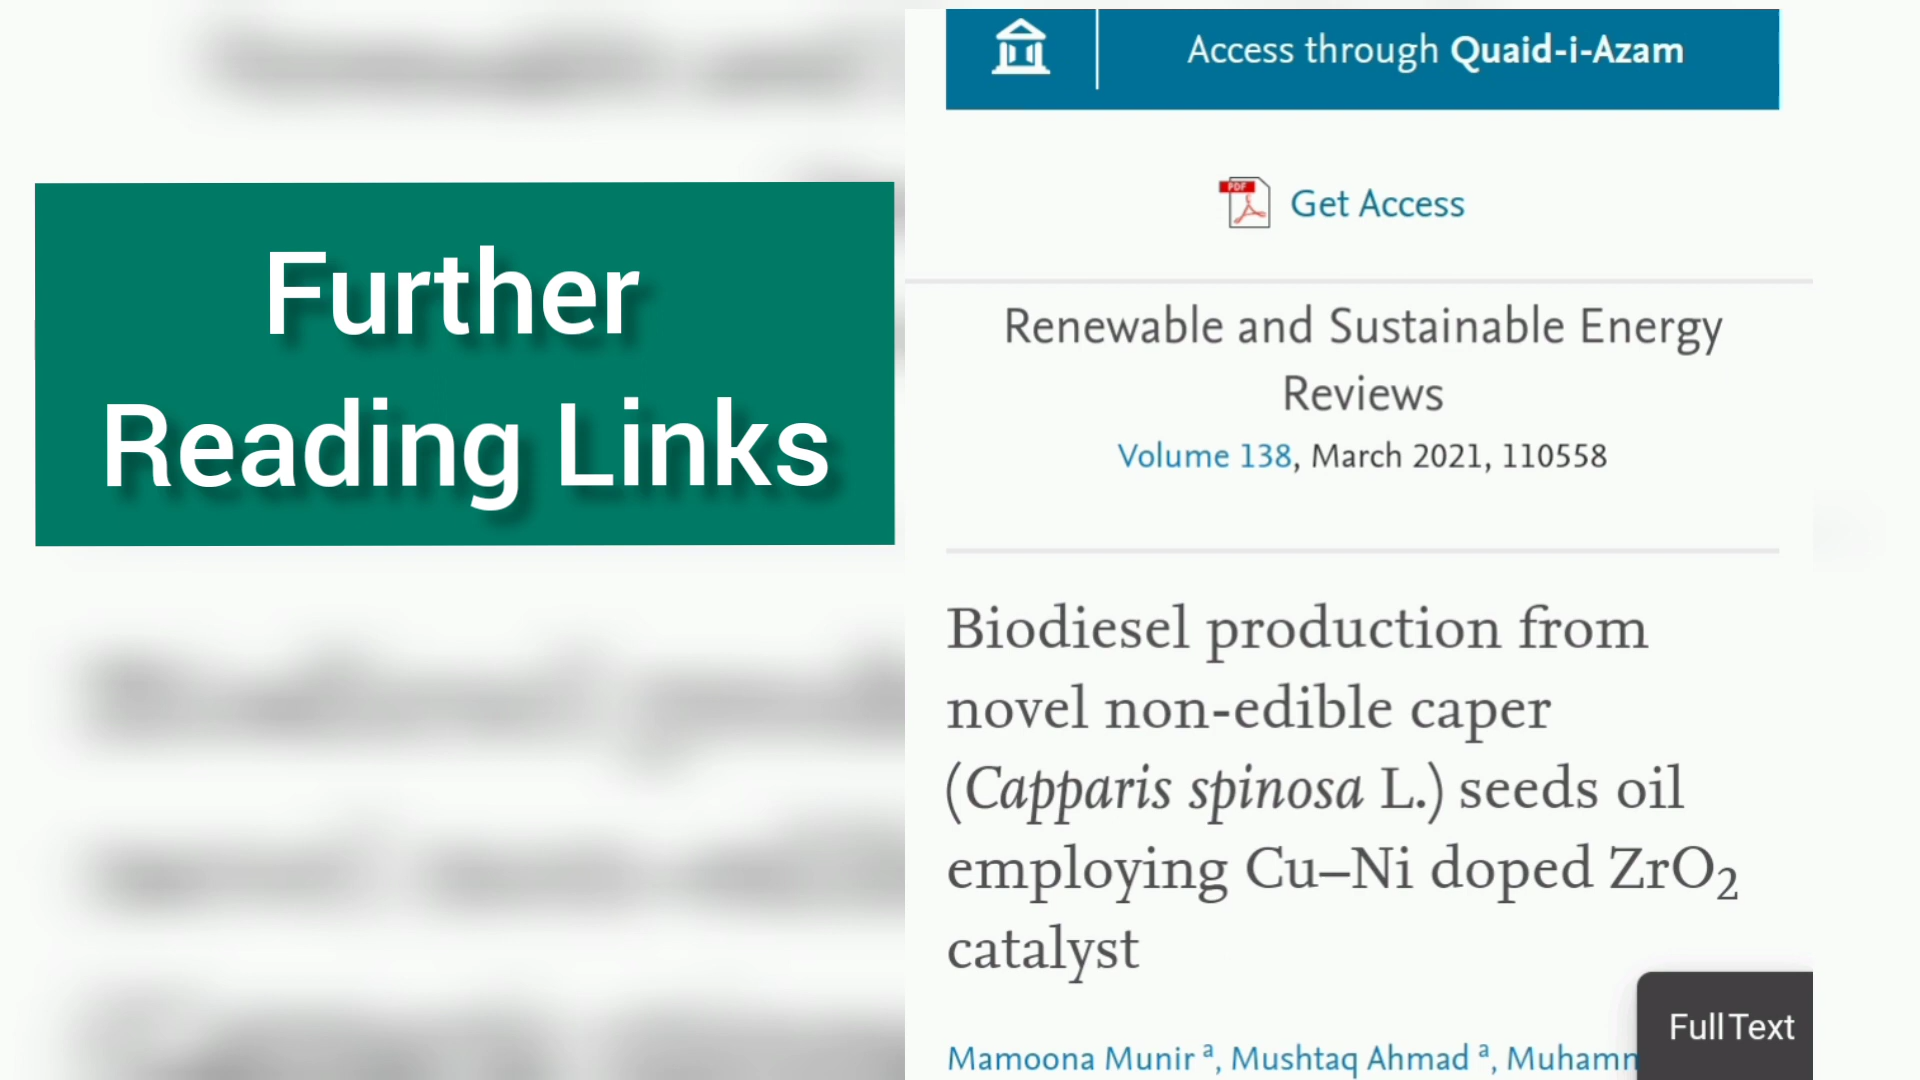 Further
Reading Links
Access through Quaid-i-Azam
PDF
Get Access
Renewable and Sustainable Energy
Reviews
Volume 138, March 2021, 110558
Biodiesel production from
novel non-edible caper
(Capparis spinosa L.) seeds oil
employing Cu–Ni doped ZrO₂
catalyst
Mamoona Munir ᵃ, Mushtaq Ahmad ᵃ,
Full Text